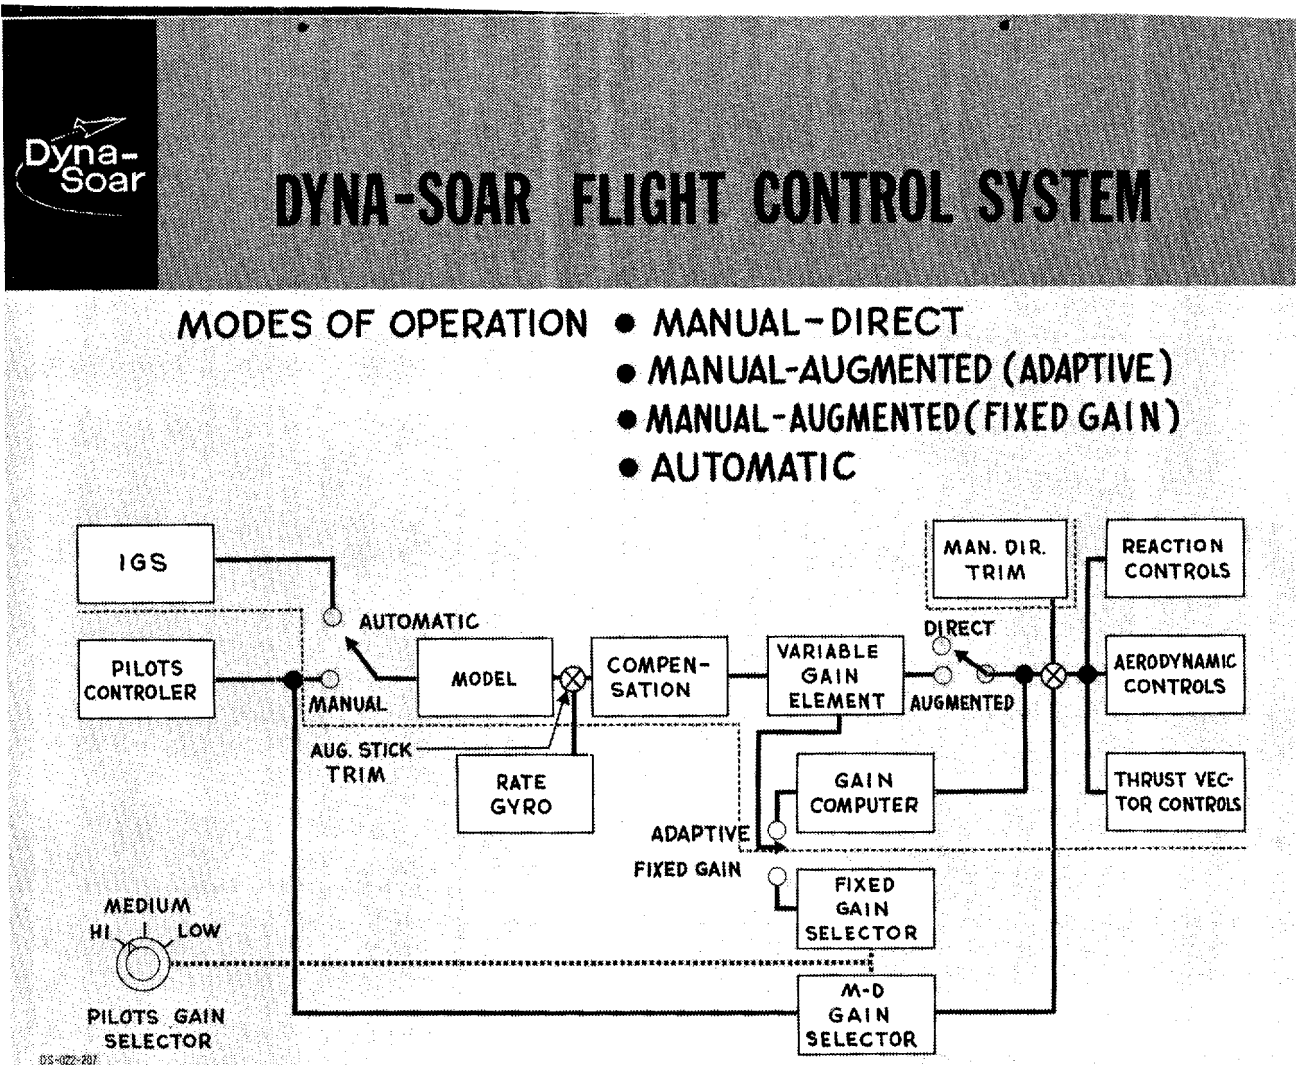 Dyna-
Soar
DYNA-SOAR FLIGHT CONTROL SYSTEM
MODES OF OPERATION ● MANUAL-DIRECT
● MANUAL-AUGMENTED (ADAPTIVE)
● MANUAL-AUGMENTED (FIXED GAIN)
● AUTOMATIC
IGS
AUTOMATIC
PILOTS
CONTROLER
MANUAL
MODEL
AUG. STICK
TRIM
RATE
GYRO
COMPEN-
SATION
VARIABLE
GAIN
ELEMENT
DIRECT
AUGMENTED
MAN. DIR.
TRIM
REACTION
CONTROLS
AERODYNAMIC
CONTROLS
THRUST VEC-
TOR CONTROLS
GAIN
COMPUTER
ADAPTIVE
FIXED GAIN
FIXED
GAIN
SELECTOR
M-D
GAIN
SELECTOR
MEDIUM
HI
LOW
PILOTS GAIN
SELECTOR
DS-022-207